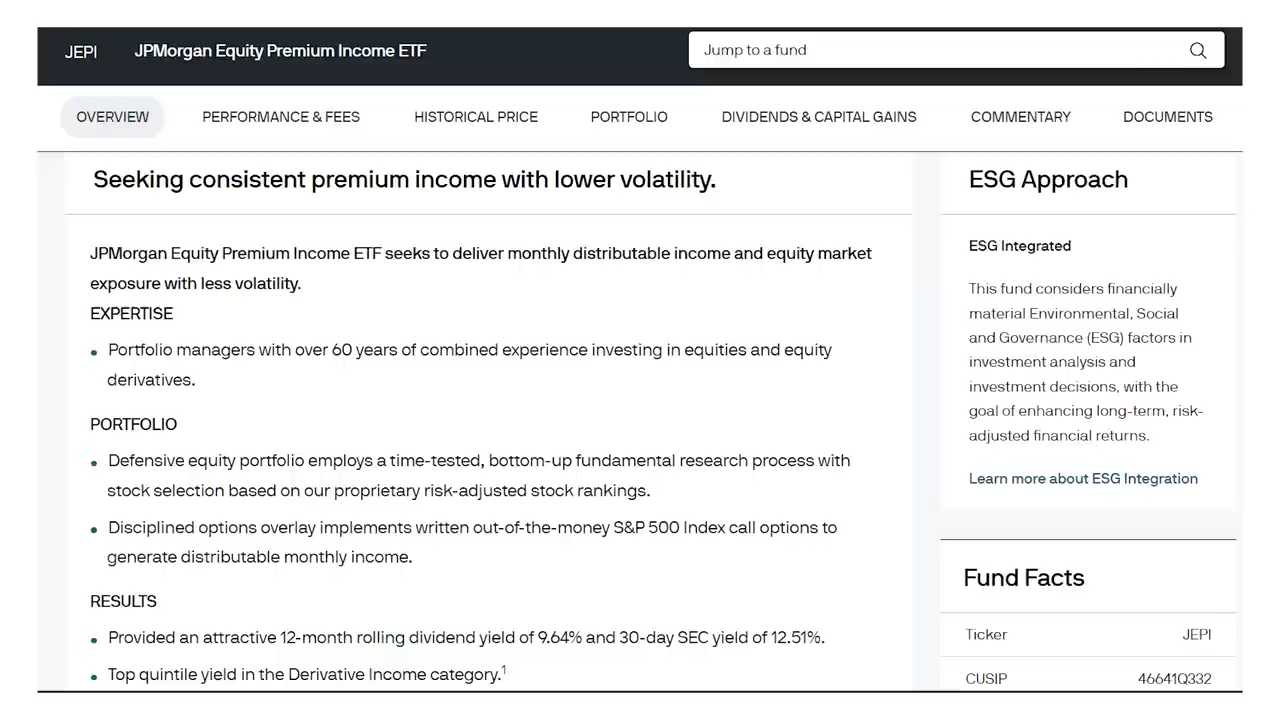 JEPI JPMorgan Equity Premium Income ETF
Jump to a fund
OVERVIEW PERFORMANCE & FEES HISTORICAL PRICE PORTFOLIO DIVIDENDS & CAPITAL GAINS COMMENTARY DOCUMENTS
Seeking consistent premium income with lower volatility.
JPMorgan Equity Premium Income ETF seeks to deliver monthly distributable income and equity market
exposure with less volatility.
EXPERTISE
• Portfolio managers with over 60 years of combined experience investing in equities and equity
derivatives.
PORTFOLIO
• Defensive equity portfolio employs a time-tested, bottom-up fundamental research process with
stock selection based on our proprietary risk-adjusted stock rankings.
• Disciplined options overlay implements written out-of-the-money S&P 500 Index call options to
generate distributable monthly income.
RESULTS
• Provided an attractive 12-month rolling dividend yield of 9.64% and 30-day SEC yield of 12.51%.
• Top quintile yield in the Derivative Income category.¹
ESG Approach
ESG Integrated
This fund considers financially
material Environmental, Social
and Governance (ESG) factors in
investment analysis and
investment decisions, with the
goal of enhancing long-term, risk-
adjusted financial returns.
Learn more about ESG Integration
Fund Facts
Ticker JEPI
CUSIP 46641Q332